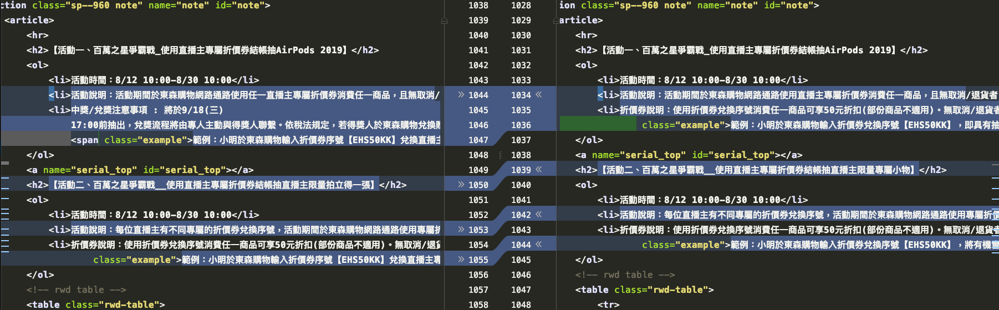 ction class="sp--960 note" name="note" id="note"> 1038 1028 ion class="sp--960 note" name="note" id="note">
<article> 1039 1029 article>
<hr> 1040 1030 <hr>
<h2>【活動一、百萬之星爭霸戰_使用直播主專屬折價券結帳抽AirPods 2019】</h2> 1041 1031 <h2>【活動一、百萬之星爭霸戰_使用直播主專屬折價券結帳抽AirPods 2019】</h2>
<ol> 1042 1032 <ol>
<li>活動時間：8/12 10:00-8/30 10:00</li> 1043 1033 <li>活動時間：8/12 10:00-8/30 10:00</li>
<li>活動說明：活動期間於東森購物網路通路使用任一直播主專屬折價券消費任一商品，且無取消/ » 1044 1034 « <li>活動說明：活動期間於東森購物網路通路使用直播主專屬折價券消費任一商品，且無取消/退貨者
<li>中獎/兌獎注意事項 : 將於9/18(三) 1045 1035 <li>折價券說明：使用折價券兌換序號消費任一商品可享50元折扣(部份商品不適用)。無取消/退貨者
17:00前抽出，兌獎流程將由專人主動與得獎人聯繫。依稅法規定，若得獎人於東森購物兌換 1046 1036 class="example">範例：小明於東森購物輸入折價券兌換序號【EHS50KK】，即具有抽
<span class="example">範例：小明於東森購物輸入折價券序號【EHS50KK】兌換直播主 1047 1037 </ol>
</ol> 1048 1038 <a name="serial_top" id="serial_top"></a>
<a name="serial_top" id="serial_top"></a> 1049 1039 « <h2>【活動二、百萬之星爭霸戰__使用直播主專屬折價券結帳抽直播主限量專屬小物】</h2>
<h2>【活動二、百萬之星爭霸戰__使用直播主專屬折價券結帳抽直播主限量拍立得一張】</h2> » 1050 1040 <ol>
<ol> 1051 1041 <li>活動時間：8/12 10:00-8/30 10:00</li>
<li>活動時間：8/12 10:00-8/30 10:00</li> 1052 1042 « <li>活動說明：每位直播主有不同專屬的折價券兌換序號，活動期間於東森購物網路通路使用專屬折價
<li>活動說明：每位直播主有不同專屬的折價券兌換序號，活動期間於東森購物網路通路使用專屬折 » 1053 1043 <li>折價券說明：使用折價券兌換序號消費任一商品可享50元折扣(部份商品不適用)。無取消/退貨者
<li>折價券說明：使用折價券兌換序號消費任一商品可享50元折扣(部份商品不適用)。無取消/退貨 1054 1044 « class="example">範例：小明於東森購物輸入折價券兌換序號【EHS50KK】，將有機會
class="example">範例：小明於東森購物輸入折價券序號【EHS50KK】兌換直播主專 » 1055 1045 </ol>
</ol> 1056 1046 <!-- rwd table -->
<!-- rwd table --> 1057 1047 <table class="rwd-table">
<table class="rwd-table"> 1058 1048 <tr>